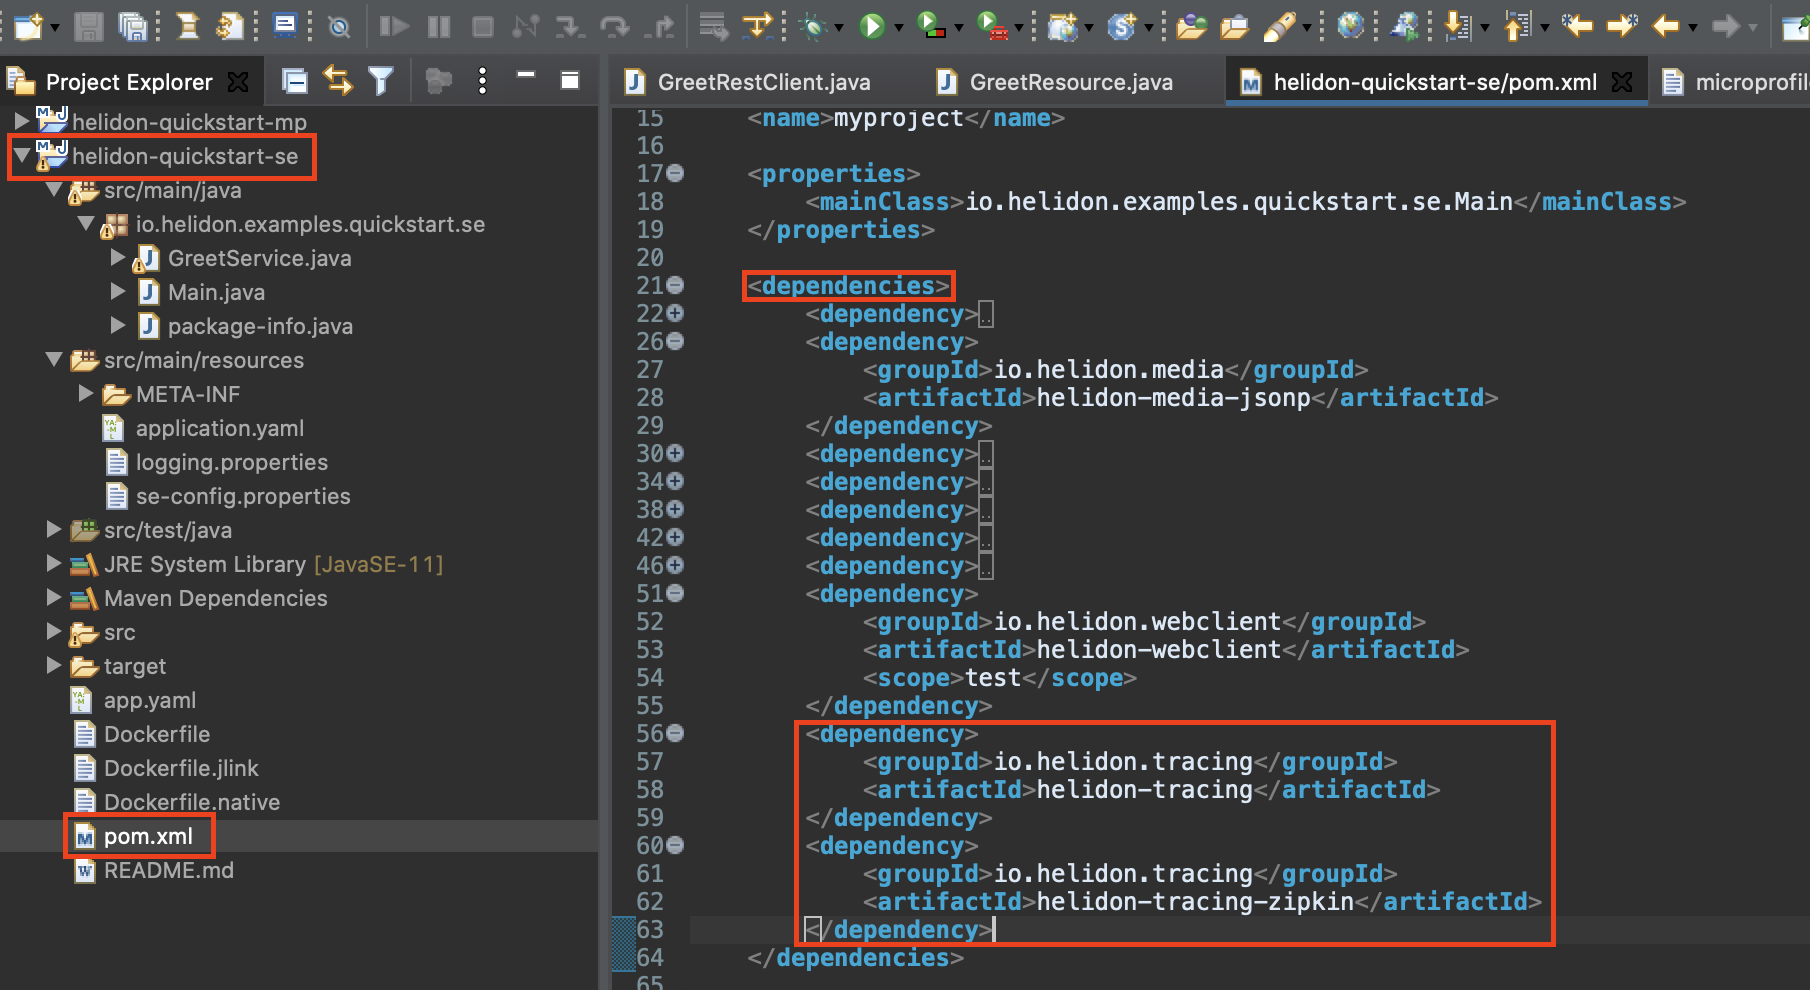 Project Explorer
helidon-quickstart-mp
helidon-quickstart-se
src/main/java
io.helidon.examples.quickstart.se
GreetService.java
Main.java
package-info.java
src/main/resources
META-INF
application.yaml
logging.properties
se-config.properties
src/test/java
JRE System Library [JavaSE-11]
Maven Dependencies
src
target
app.yaml
Dockerfile
Dockerfile.jlink
Dockerfile.native
pom.xml
README.md
GreetRestClient.java
GreetResource.java
helidon-quickstart-se/pom.xml
microprofil
15 <name>myproject</name>
16
17 <properties>
18 <mainClass>io.helidon.examples.quickstart.se.Main</mainClass>
19 </properties>
20
21 <dependencies>
22 <dependency>..
26 <dependency>
27 <groupId>io.helidon.media</groupId>
28 <artifactId>helidon-media-jsonp</artifactId>
29 </dependency>
30 <dependency>..
34 <dependency>..
38 <dependency>..
42 <dependency>..
46 <dependency>..
51 <dependency>
52 <groupId>io.helidon.webclient</groupId>
53 <artifactId>helidon-webclient</artifactId>
54 <scope>test</scope>
55 </dependency>
56 <dependency>
57 <groupId>io.helidon.tracing</groupId>
58 <artifactId>helidon-tracing</artifactId>
59 </dependency>
60 <dependency>
61 <groupId>io.helidon.tracing</groupId>
62 <artifactId>helidon-tracing-zipkin</artifactId>
63 </dependency>
64 </dependencies>
65